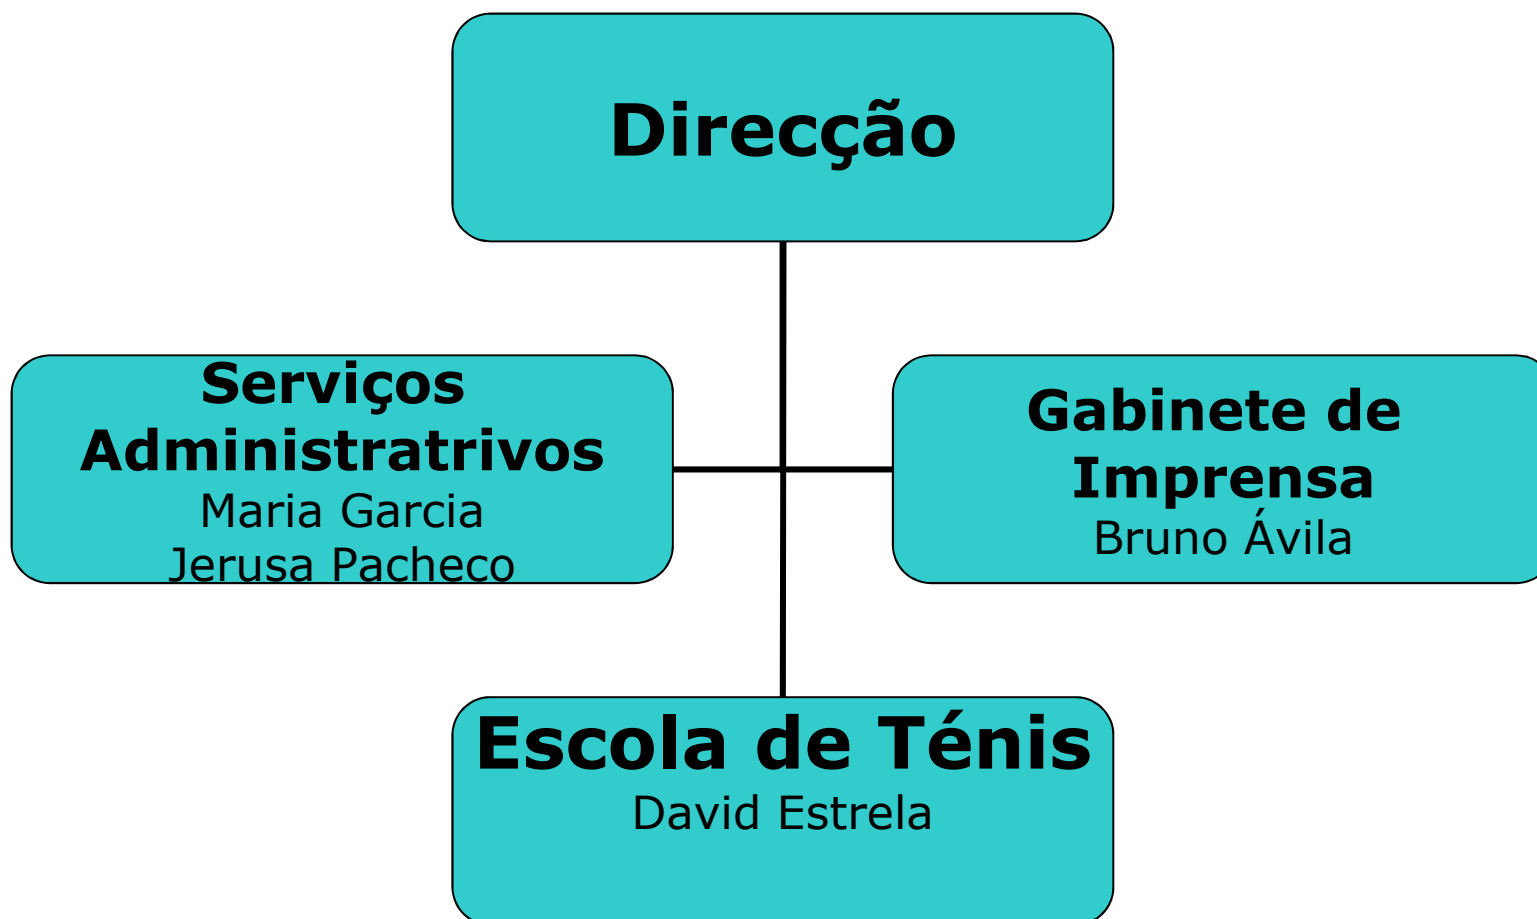 Direcção
Serviços
Administratrivos
Maria Garcia
Jerusa Pacheco
Gabinete de
Imprensa
Bruno Ávila
Escola de Ténis
David Estrela